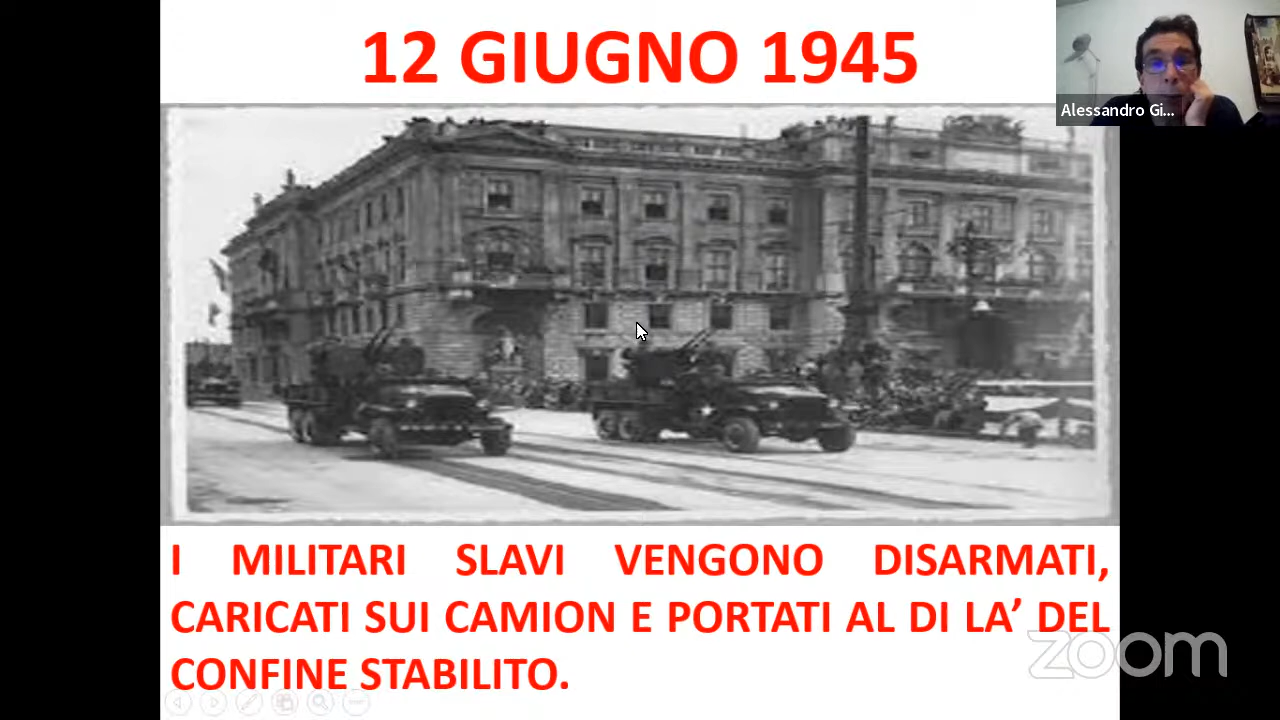 12 GIUGNO 1945
Alessandro Gi...
I MILITARI SLAVI VENGONO DISARMATI,
CARICATI SUI CAMION E PORTATI AL DI LA’ DEL
CONFINE STABILITO.
zoom